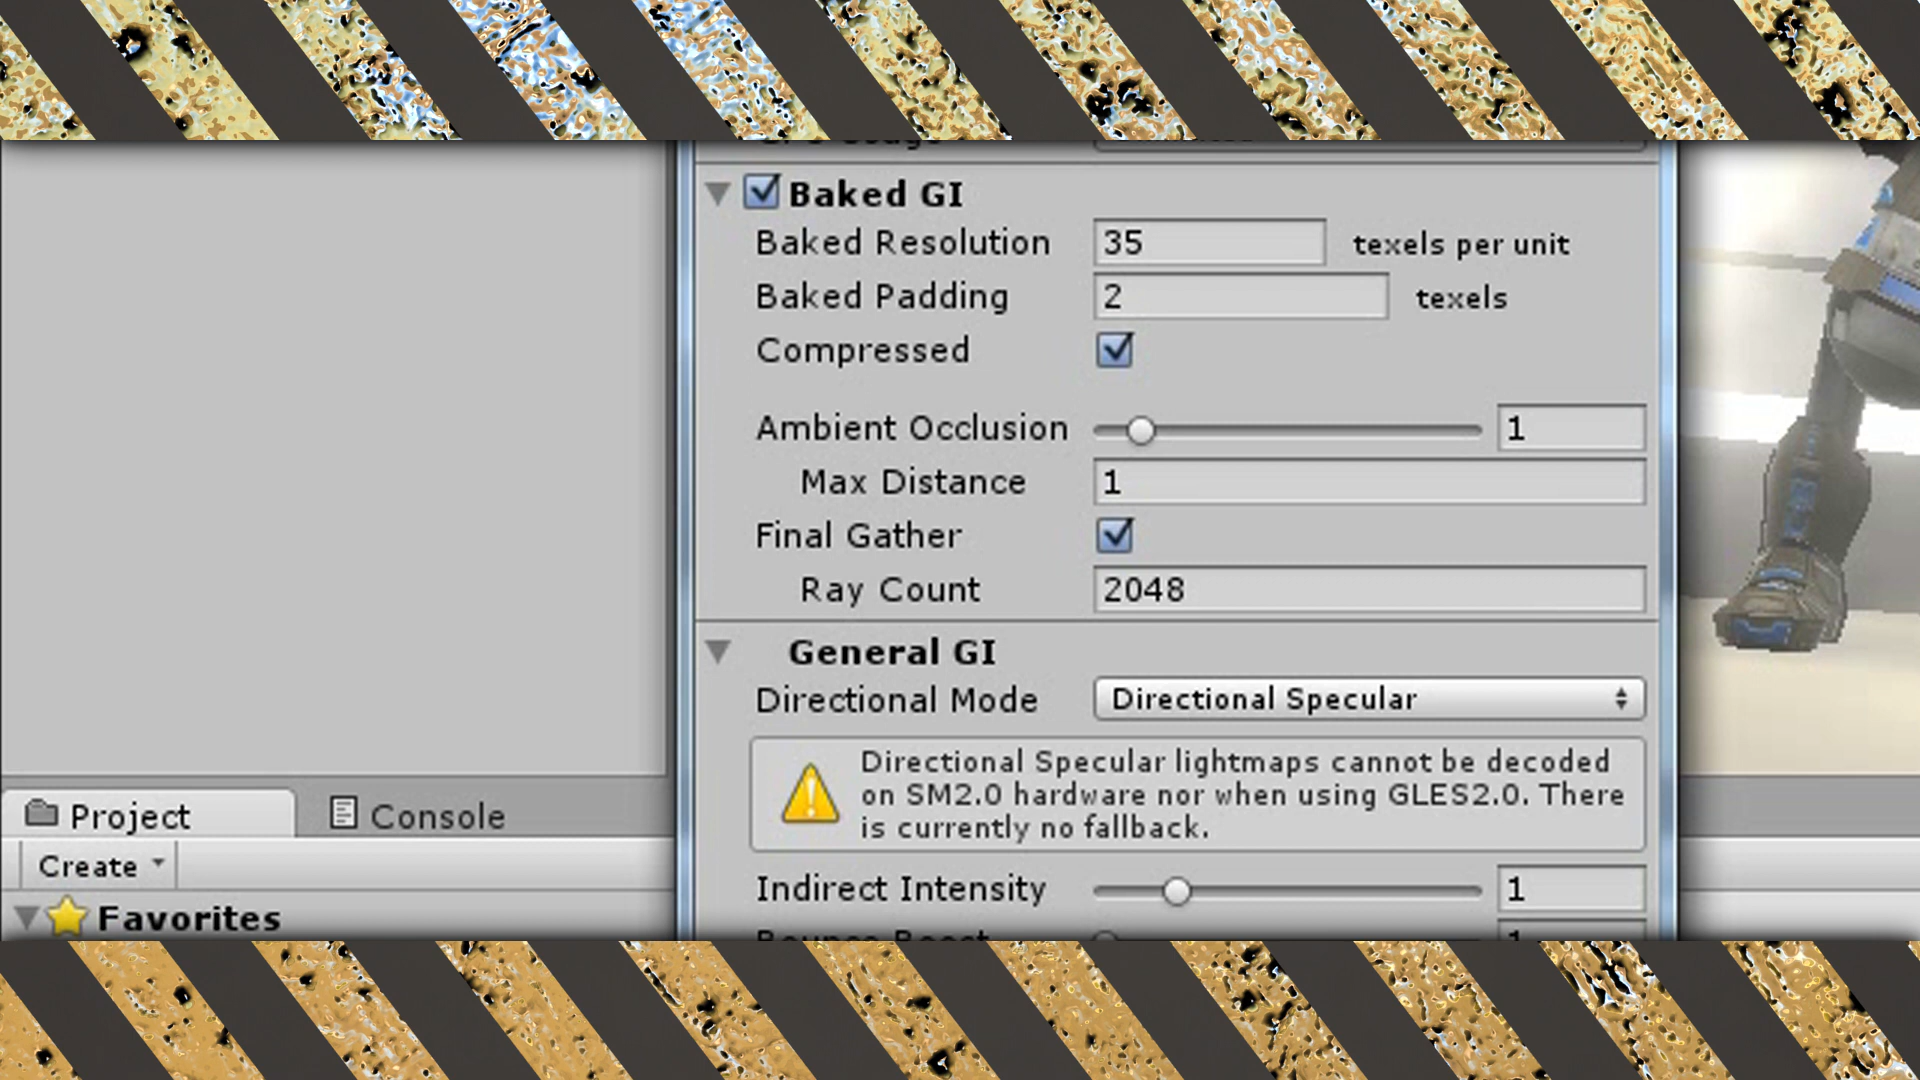 Baked GI
Baked Resolution 35 texels per unit
Baked Padding 2 texels
Compressed
Ambient Occlusion 1
Max Distance 1
Final Gather
Ray Count 2048
General GI
Directional Mode Directional Specular
Directional Specular lightmaps cannot be decoded
on SM2.0 hardware nor when using GLES2.0. There
is currently no fallback.
Indirect Intensity 1
Project Console
Create
Favorites